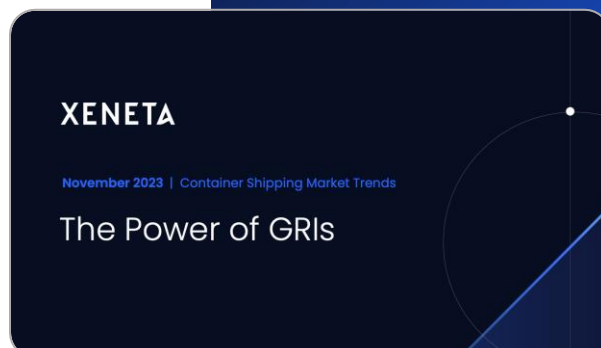 XENETA
November 2023 | Container Shipping Market Trends
The Power of GRIs